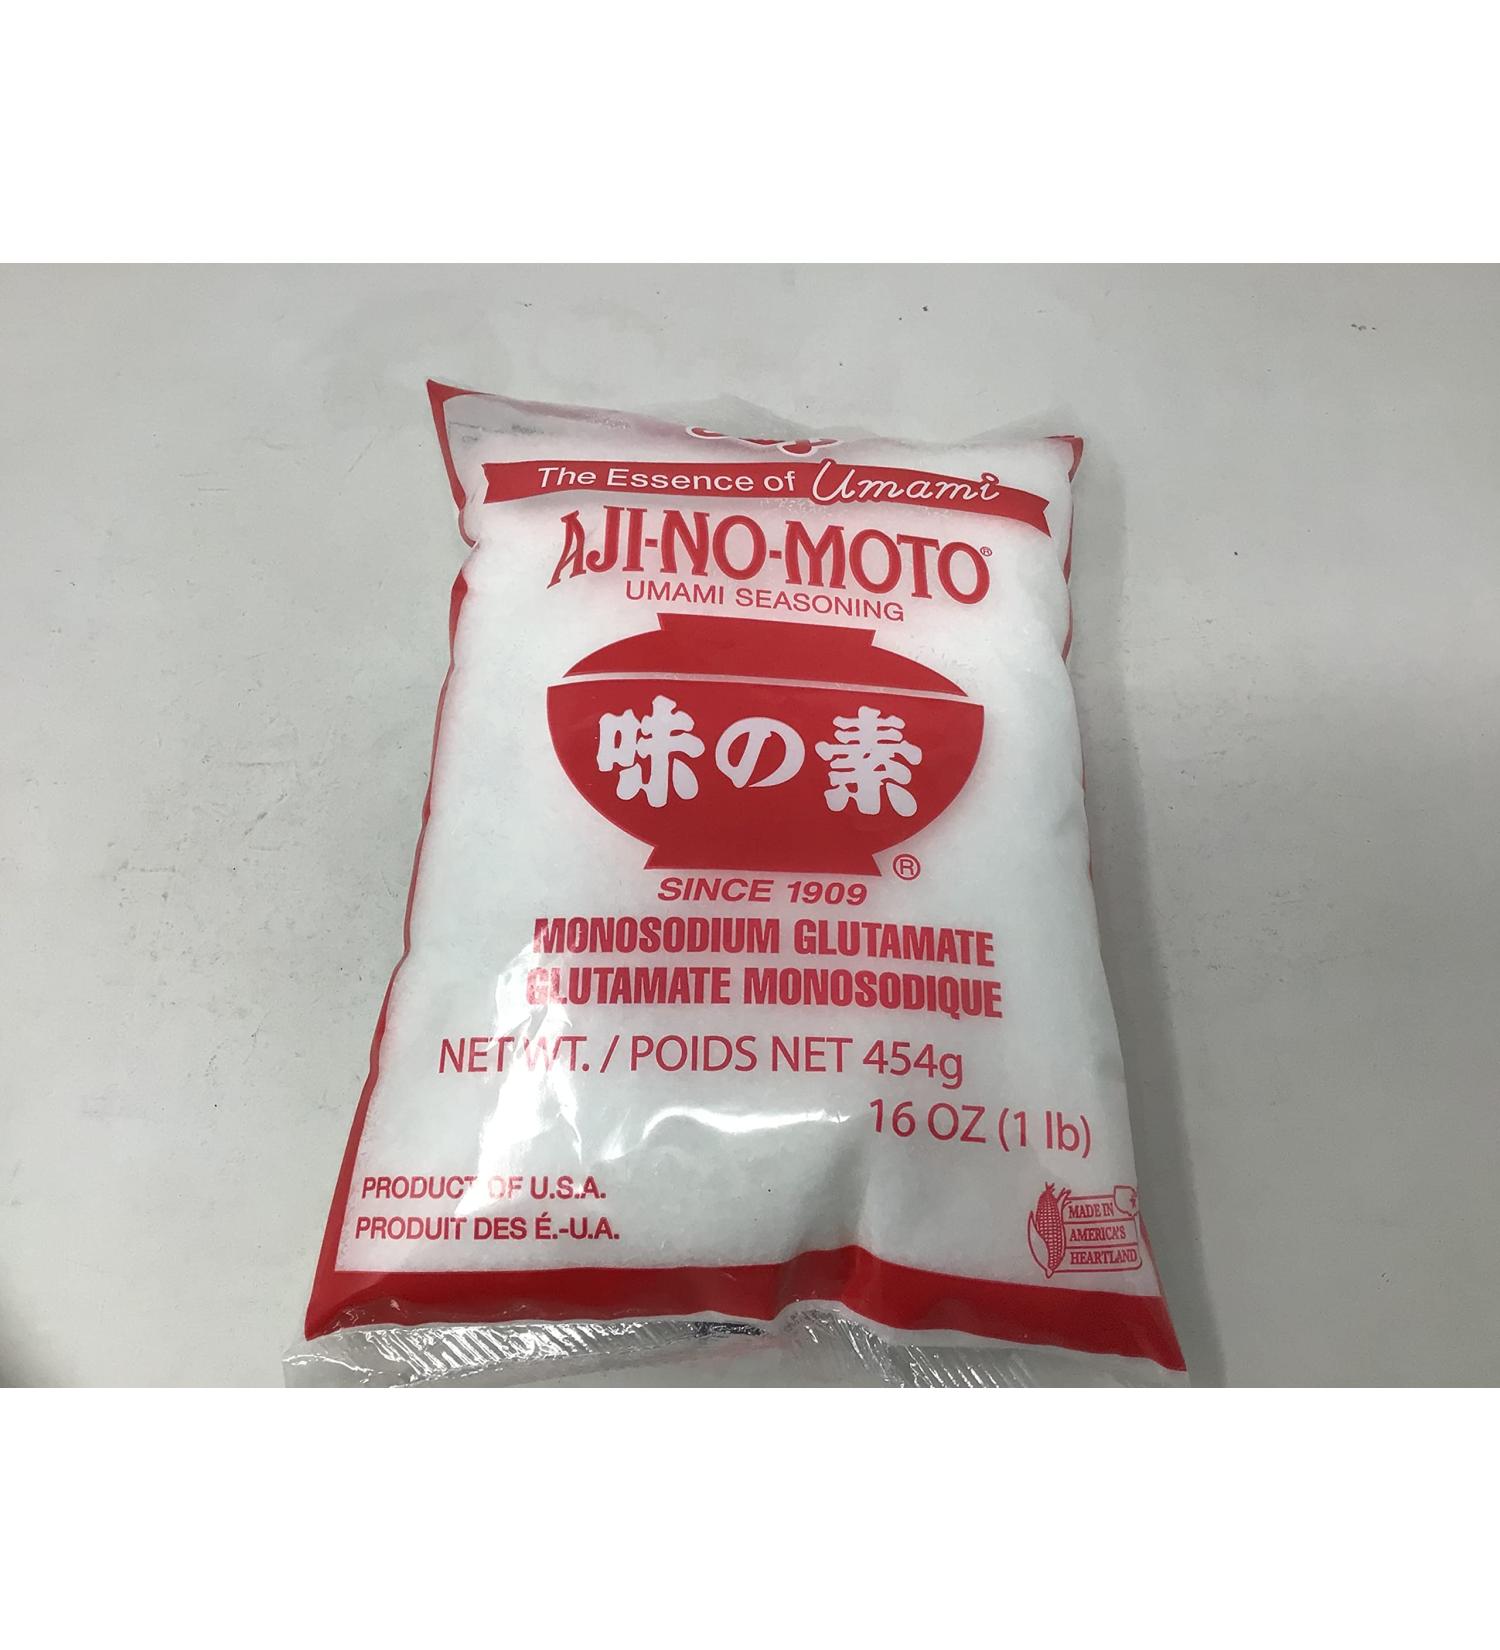 The Essence of Umami
AJI-NO-MOTO®
UMAMI SEASONING
味の素
®
SINCE 1909
MONOSODIUM GLUTAMATE
GLUTAMATE MONOSODIQUE
NET WT. / POIDS NET 454g
16 OZ (1 lb)
PRODUCT OF U.S.A.
PRODUIT DES É.-U.A.
MADE IN
AMERICA'S
HEARTLAND